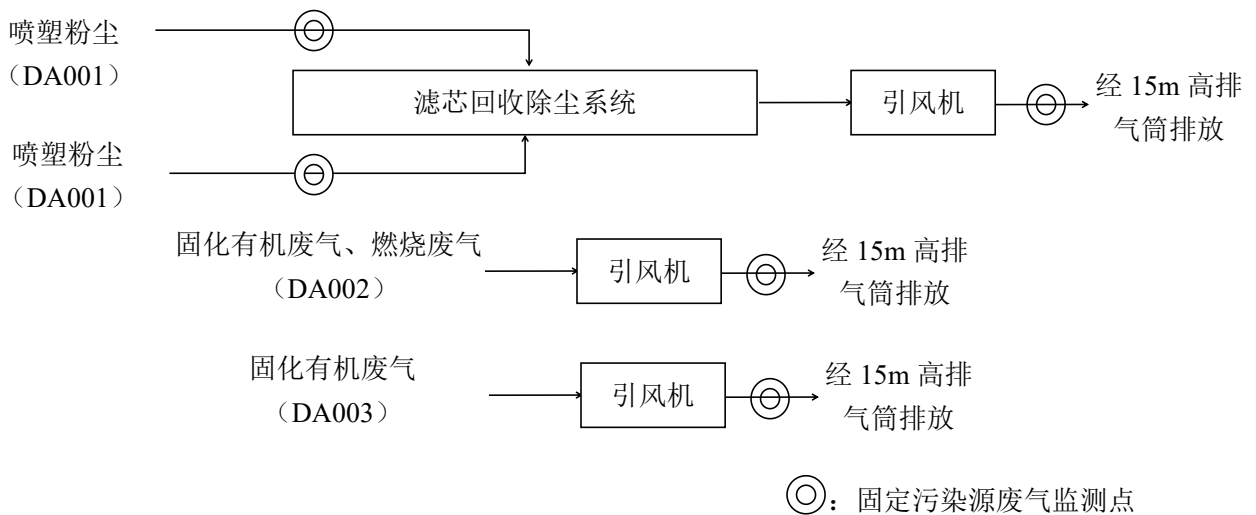 喷塑粉尘
（DA001）
滤芯回收除尘系统
引风机
经 15m 高排
气筒排放
喷塑粉尘
（DA001）
固化有机废气、燃烧废气
（DA002）
引风机
经 15m 高排
气筒排放
固化有机废气
（DA003）
引风机
经 15m 高排
气筒排放
：固定污染源废气监测点